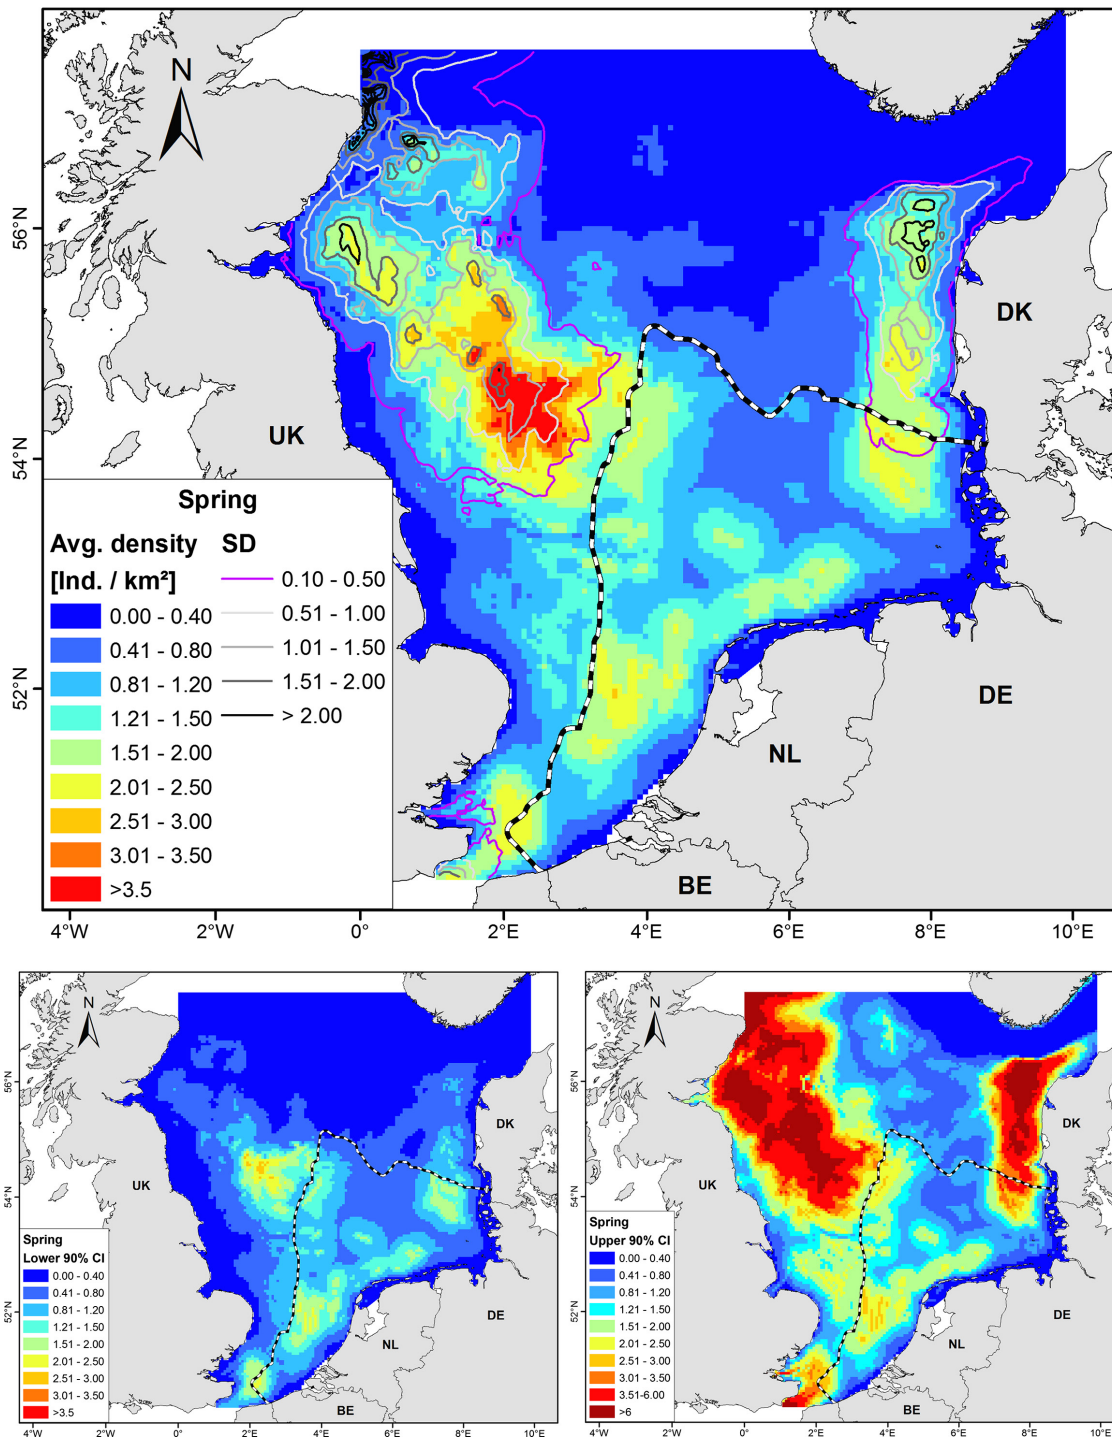 N
56°N
54°N
52°N
UK
DK
DE
NL
BE
Spring
Avg. density SD
[Ind. / km²]
0.00 - 0.40
0.41 - 0.80
0.81 - 1.20
1.21 - 1.50
1.51 - 2.00
2.01 - 2.50
2.51 - 3.00
3.01 - 3.50
>3.5
0.10 - 0.50
0.51 - 1.00
1.01 - 1.50
1.51 - 2.00
> 2.00
4°W 2°W 0° 2°E 4°E 6°E 8°E 10°E
N
56°N
54°N
52°N
UK
DK
DE
NL
BE
Spring
Lower 90% CI
0.00 - 0.40
0.41 - 0.80
0.81 - 1.20
1.21 - 1.50
1.51 - 2.00
2.01 - 2.50
2.51 - 3.00
3.01 - 3.50
>3.5
4°W 2°W 0° 2°E 4°E 6°E 8°E 10°E
N
56°N
54°N
52°N
UK
DK
DE
NL
BE
Spring
Upper 90% CI
0.00 - 0.40
0.41 - 0.80
0.81 - 1.20
1.21 - 1.50
1.51 - 2.00
2.01 - 2.50
2.51 - 3.00
3.01 - 3.50
3.51-6.00
>6
4°W 2°W 0° 2°E 4°E 6°E 8°E 10°E